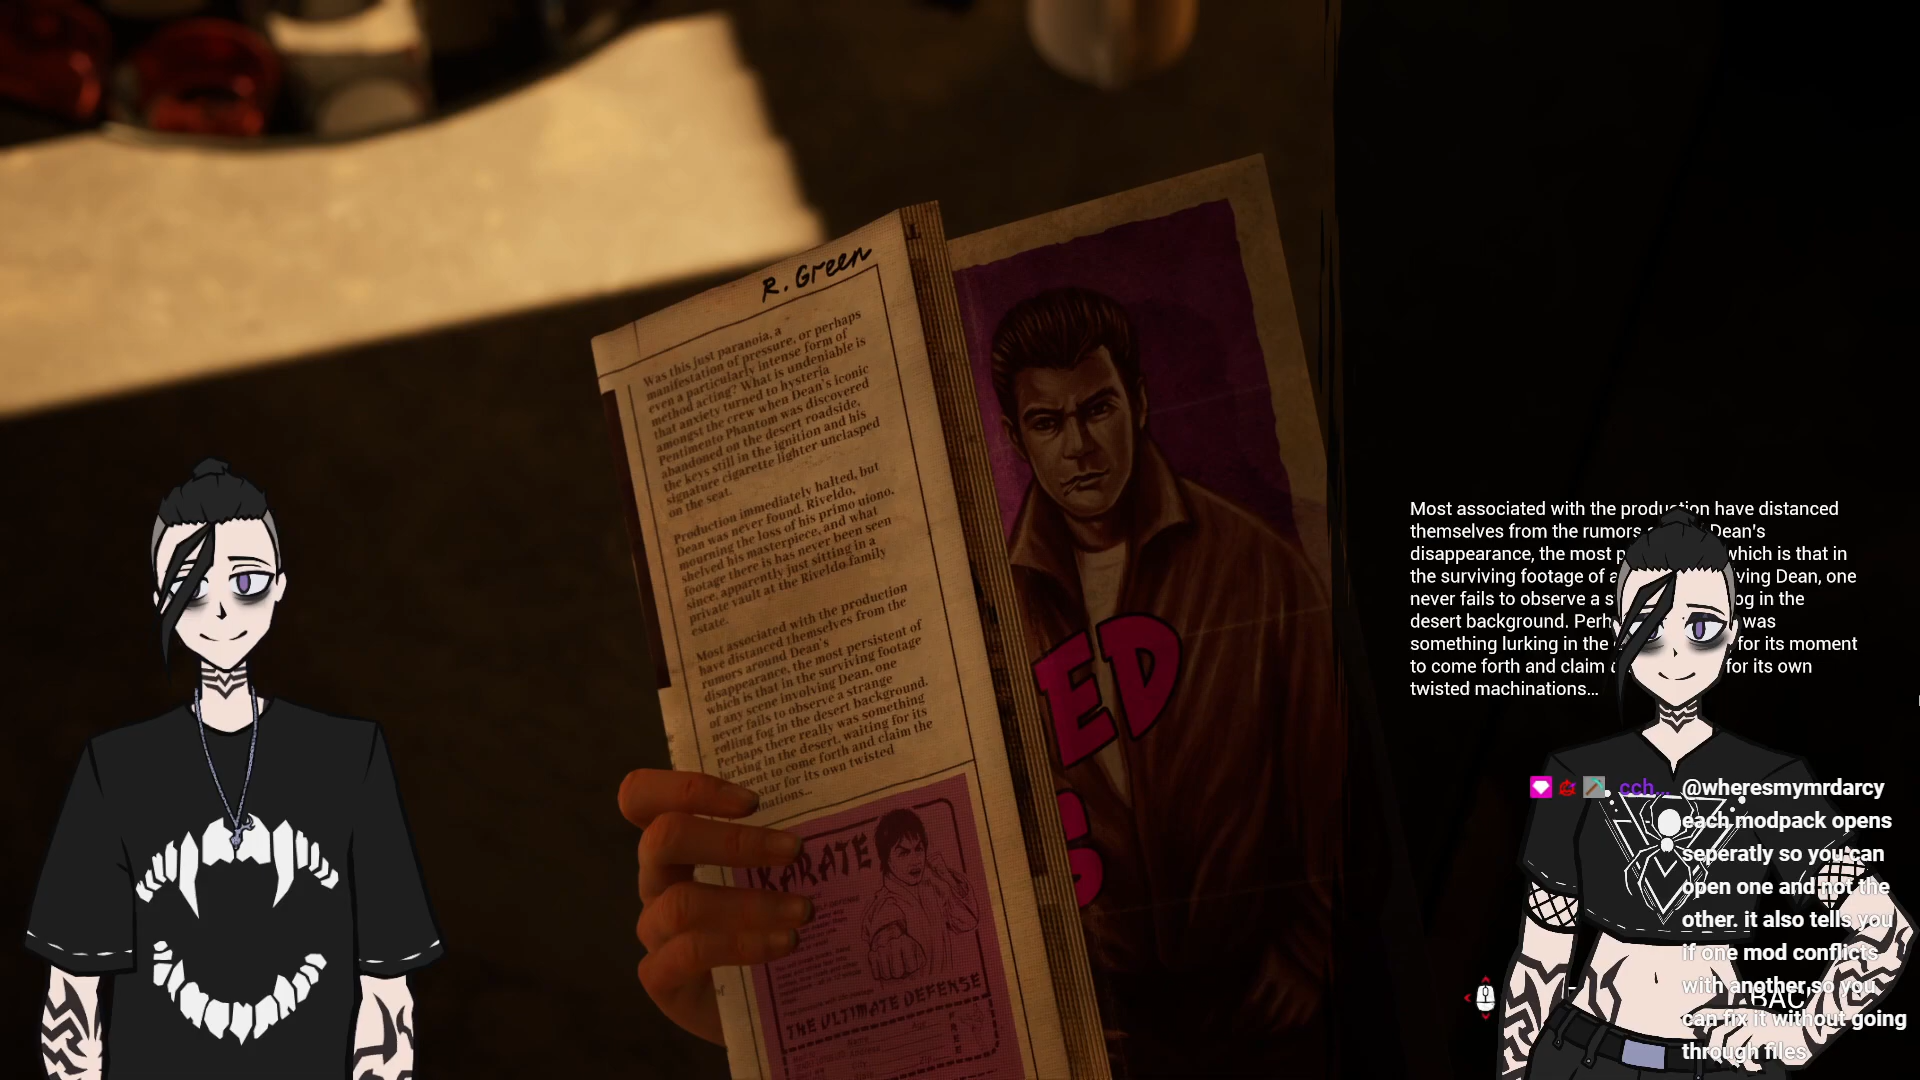 R. Green
Was this just paranoia, a
manifestation of pressure, or perhaps
even a particularly intense form of
method acting? What is undeniable is
that anxiety turned to hysteria
amongst the crew when Dean's iconic
Pentimento Phantom was discovered
abandoned on the desert roadside,
the keys still in the ignition and his
signature cigarette lighter unclasped
on the seat.
Production immediately halted, but
Dean was never found. Riveldo,
mourning the loss of his primo uiono,
shelved his masterpiece, and what
footage there is has never been seen
since, apparently just sitting in a
private vault at the Riveldo family
estate.
Most associated with the production
have distanced themselves from the
rumors around Dean's
disappearance, the most persistent of
which is that in the surviving footage
of any scene involving Dean, one
never fails to observe a strange
rolling fog in the desert background.
Perhaps there really was something
lurking in the desert, waiting for its
moment to come forth and claim the
star for its own twisted
inations...
KARATE
THE ULTIMATE DEFENSE
FREE
ED
S
Most associated with the production have distanced
themselves from the rumors Dean's
disappearance, the most p which is that in
the surviving footage of a ving Dean, one
never fails to observe a s og in the
desert background. Perh was
something lurking in the for its moment
to come forth and claim for its own
twisted machinations...
cch... @wheresmymrdarcy
each modpack opens
seperatly so you can
open one and not the
other. it also tells you
if one mod conflicts
with another so you
BAC
can fix it without going
through files